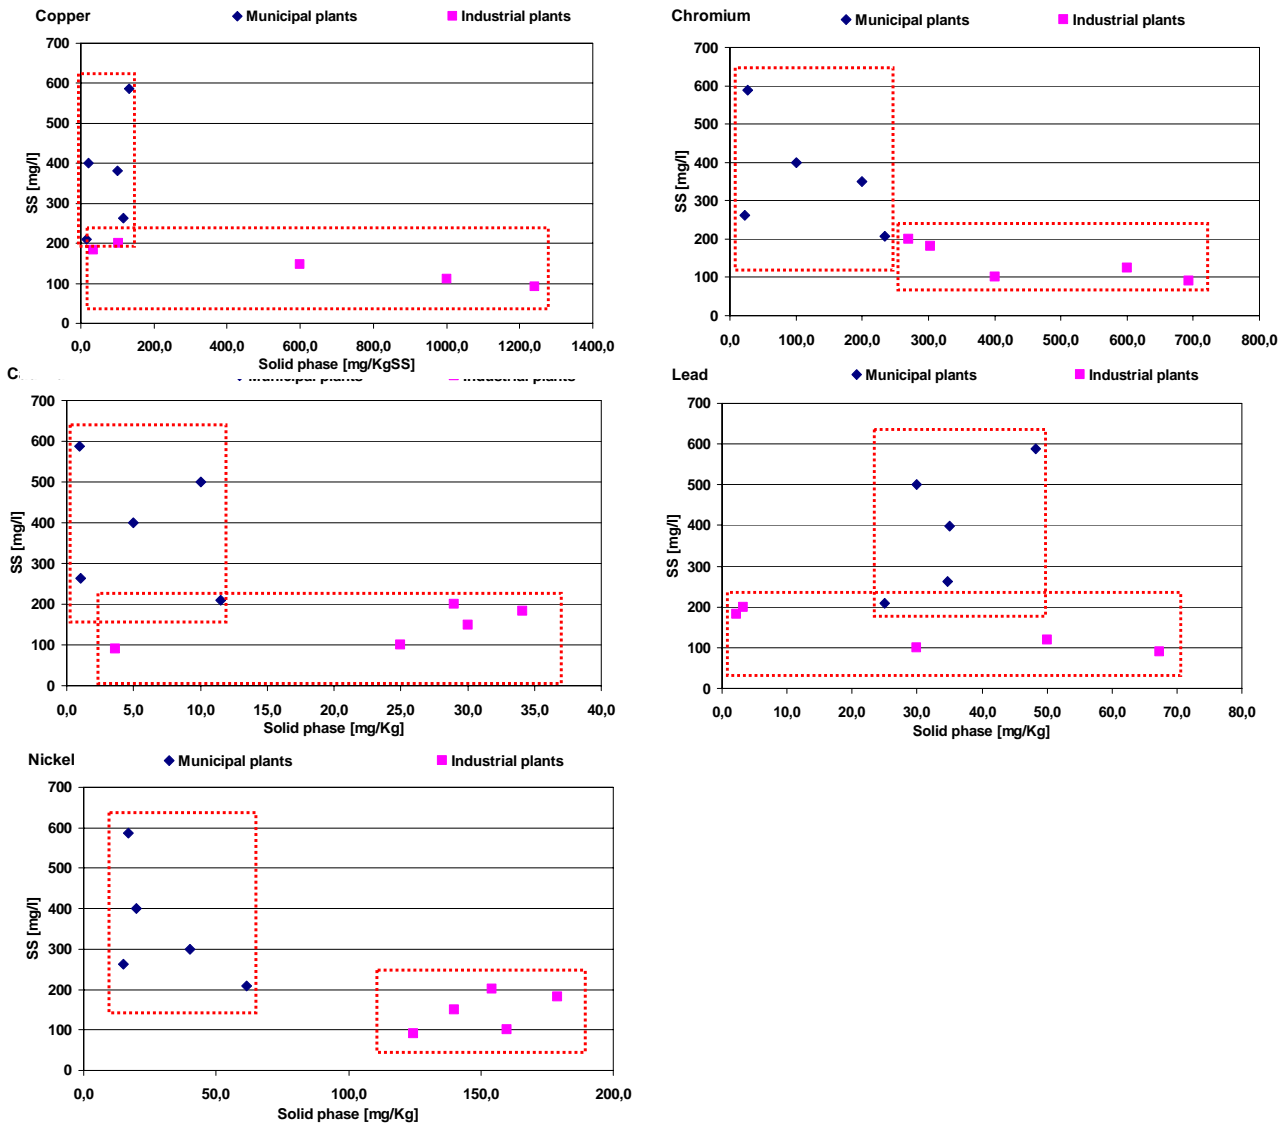 Copper Municipal plants Industrial plants
700
600
500
400
300
200
100
0
SS [mg/l]
0,0 200,0 400,0 600,0 800,0 1000,0 1200,0 1400,0
Solid phase [mg/KgSS]
Chromium Municipal plants Industrial plants
700
600
500
400
300
200
100
0
SS [mg/l]
0,0 100,0 200,0 300,0 400,0 500,0 600,0 700,0 800,0
Municipal plants Industrial plants
700
600
500
400
300
200
100
0
SS [mg/l]
0,0 5,0 10,0 15,0 20,0 25,0 30,0 35,0 40,0
Solid phase [mg/Kg]
Lead Municipal plants Industrial plants
700
600
500
400
300
200
100
0
SS [mg/l]
0,0 10,0 20,0 30,0 40,0 50,0 60,0 70,0 80,0
Solid phase [mg/Kg]
Nickel Municipal plants Industrial plants
700
600
500
400
300
200
100
0
SS [mg/l]
0,0 50,0 100,0 150,0 200,0
Solid phase [mg/Kg]